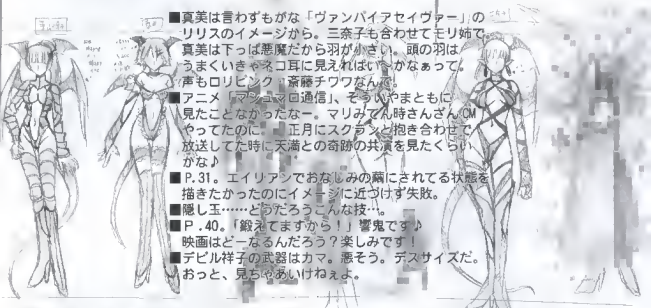 ■真美は言わずもがな「ヴァンパイアセイヴァー」の
リリスのイメージから。三奈子も合わせてモリ姉で。
真美は下っぱ悪魔だから羽が小さい。頭の羽は
うまくいきゃネコ耳に見えればい〜かなぁって。
声もロリピンク　斎藤チワワなんで。
■アニメ「マシュマロ通信」、そういやまともに
見たことなかったなー。マリみてん時さんざんCM
やってたのに。　正月にスクランと抱き合わせで
放送してた時に天満との奇跡の共演を見たくらい
かな♪
■P.31。エイリアンでおなじみの繭にされてる状態を
描きたかったのにイメージに近づけず失敗。
■隠し玉……どうだろうこんな技…。
■P.40。「鍛えてますから！」響鬼です♪
映画はどーなるんだろう？楽しみです！
■デビル祥子の武器はカマ。悪そう。デスサイズだ。
おっと、見ちゃあいけねぇよ。